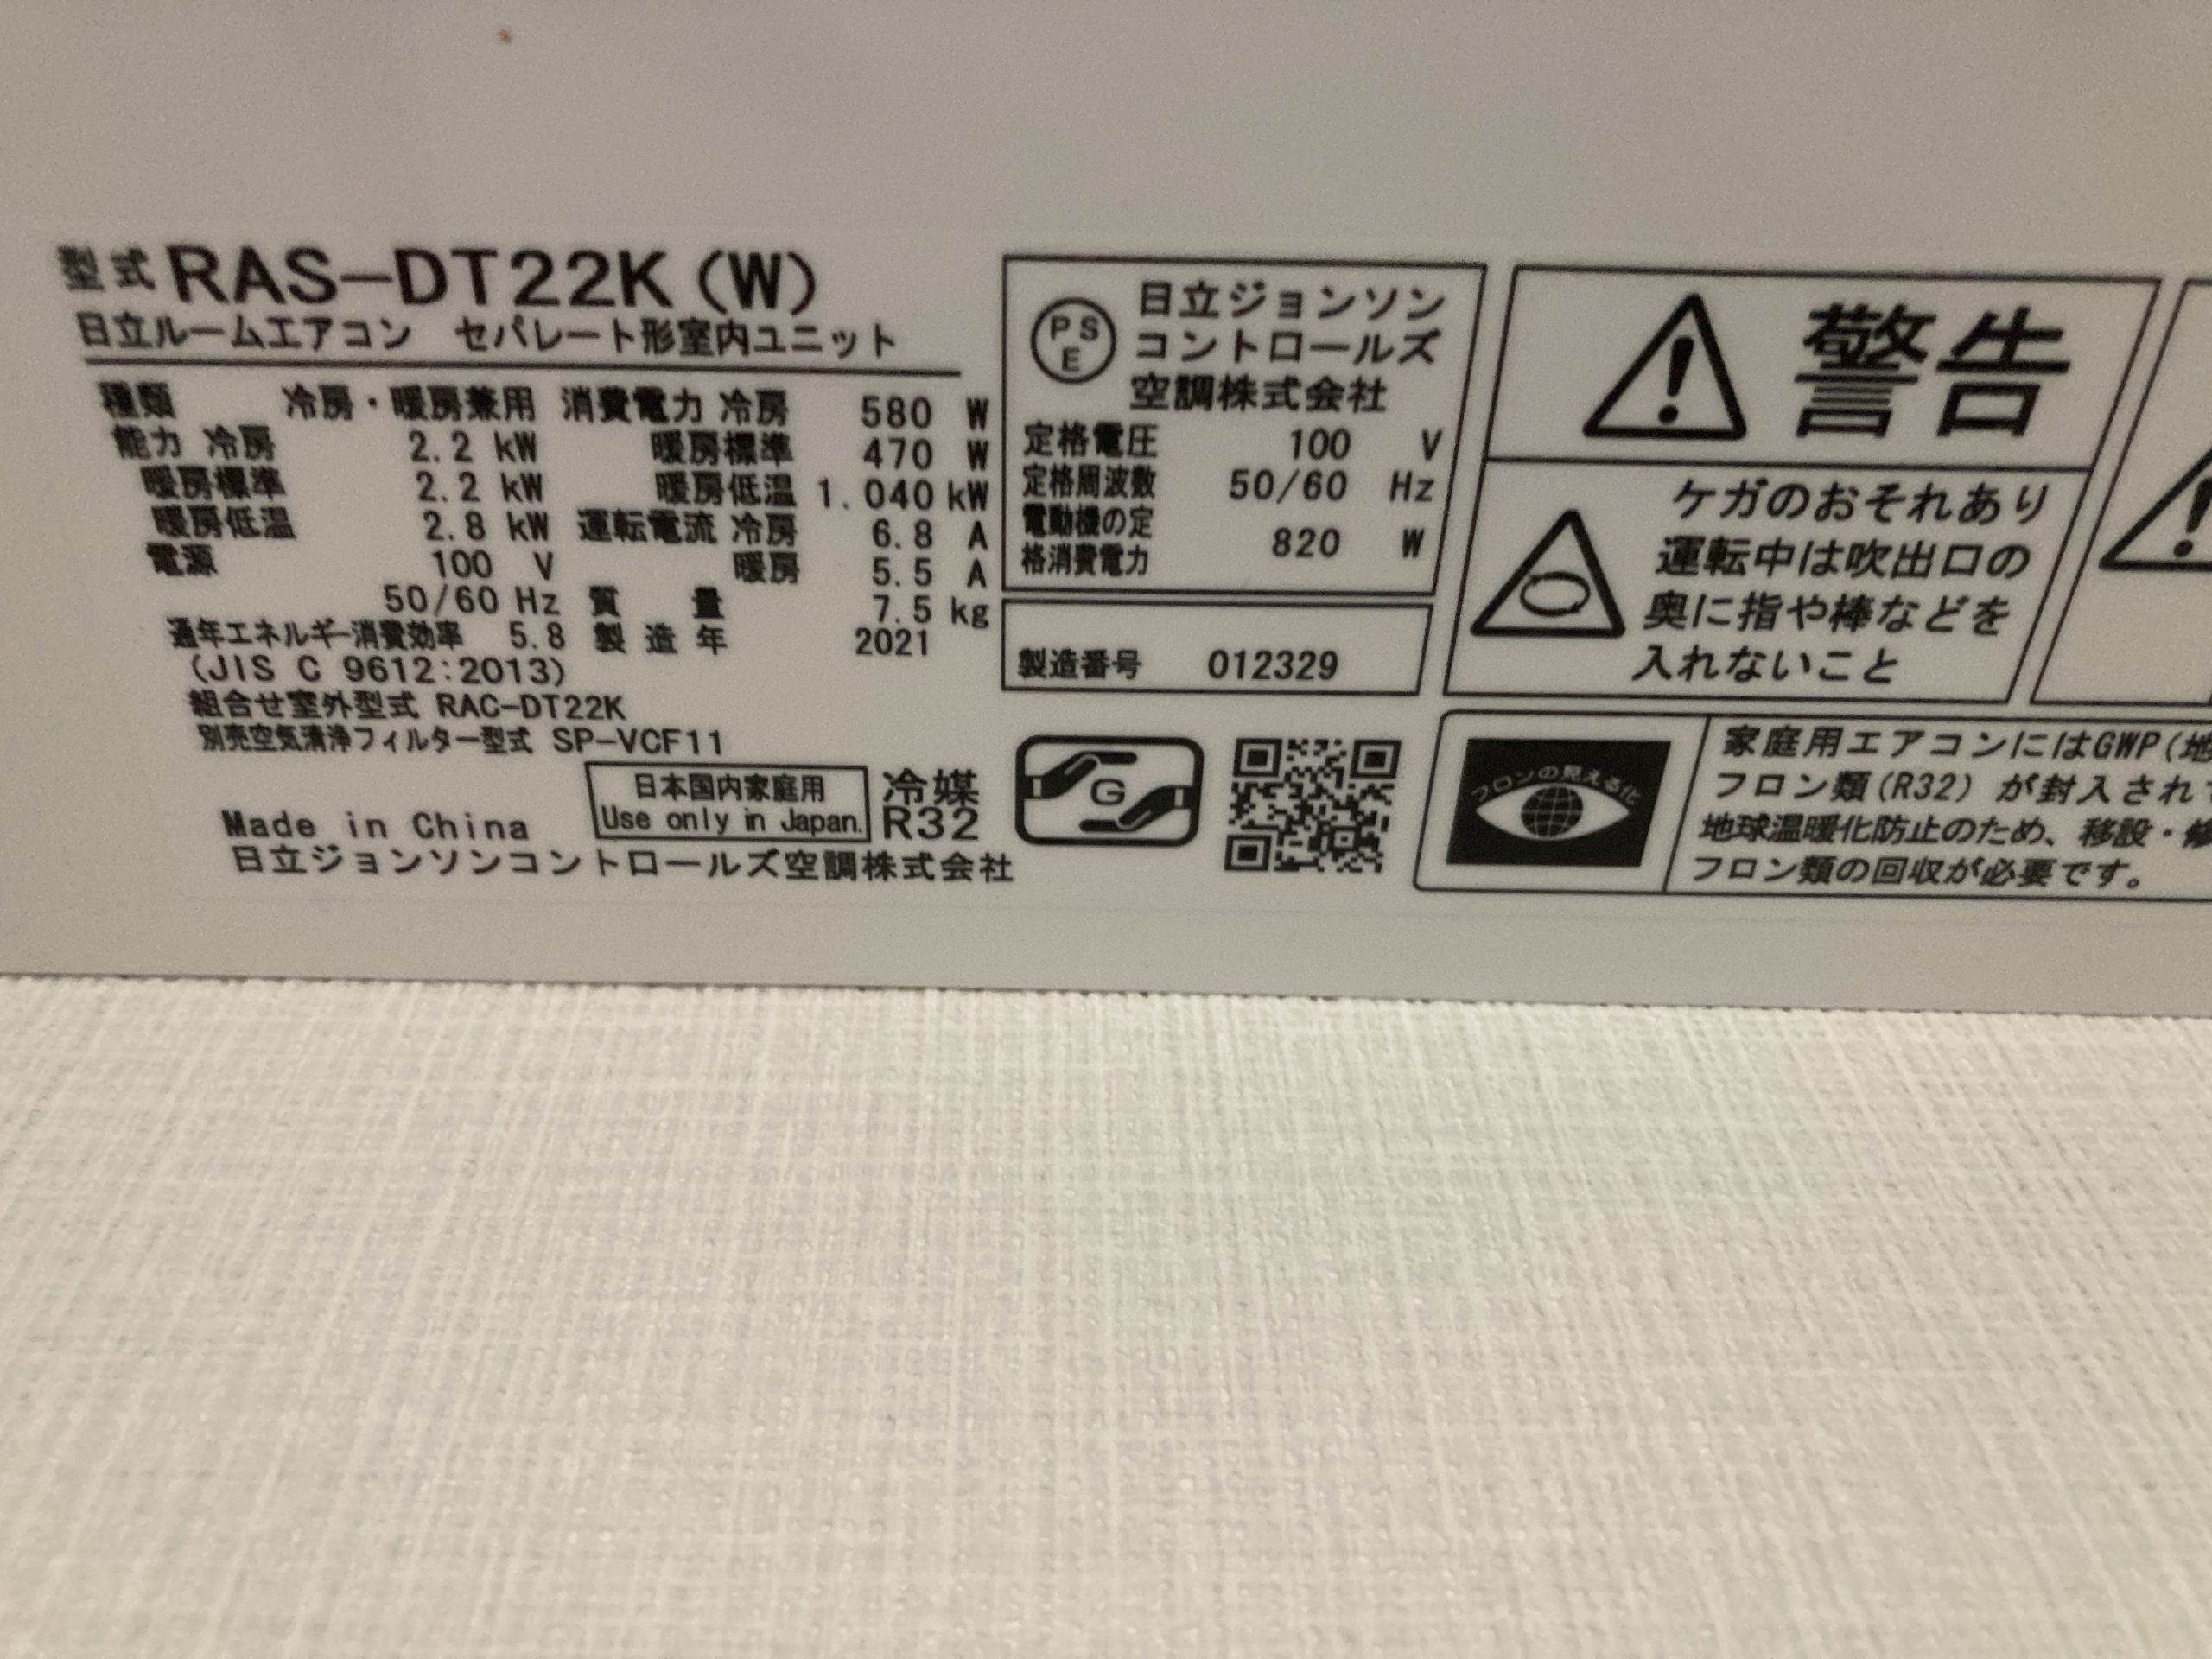 型式 RAS-DT22K(W)
日立ルームエアコン セパレート形室内ユニット
種類 冷房・暖房兼用 消費電力 冷房 580 W
能力 冷房 2.2 kW 暖房標準 470 W
暖房標準 2.2 kW 暖房低温 1.040 kW
暖房低温 2.8 kW 運転電流 冷房 6.8 A
電源 100 V 暖房 5.5 A
50/60 Hz 質量 7.5 kg
通年エネルギー消費効率 5.8 製造年 2021
(JIS C 9612:2013)
組合せ室外型式 RAC-DT22K
別売空気清浄フィルター型式 SP-VCF11
日本国内家庭用
Use only in Japan.
冷媒
R32
Made in China
日立ジョンソンコントロールズ空調株式会社
PS
E
日立ジョンソン
コントロールズ
空調株式会社
定格電圧 100 V
定格周波数 50/60 Hz
電動機の定
格消費電力 820 W
製造番号 012329
G
警告
ケガのおそれあり
運転中は吹出口の
奥に指や棒などを
入れないこと
フロンの見える化
家庭用エアコンにはGWP(地
フロン類(R32)が封入されて
地球温暖化防止のため、移設・修
フロン類の回収が必要です。